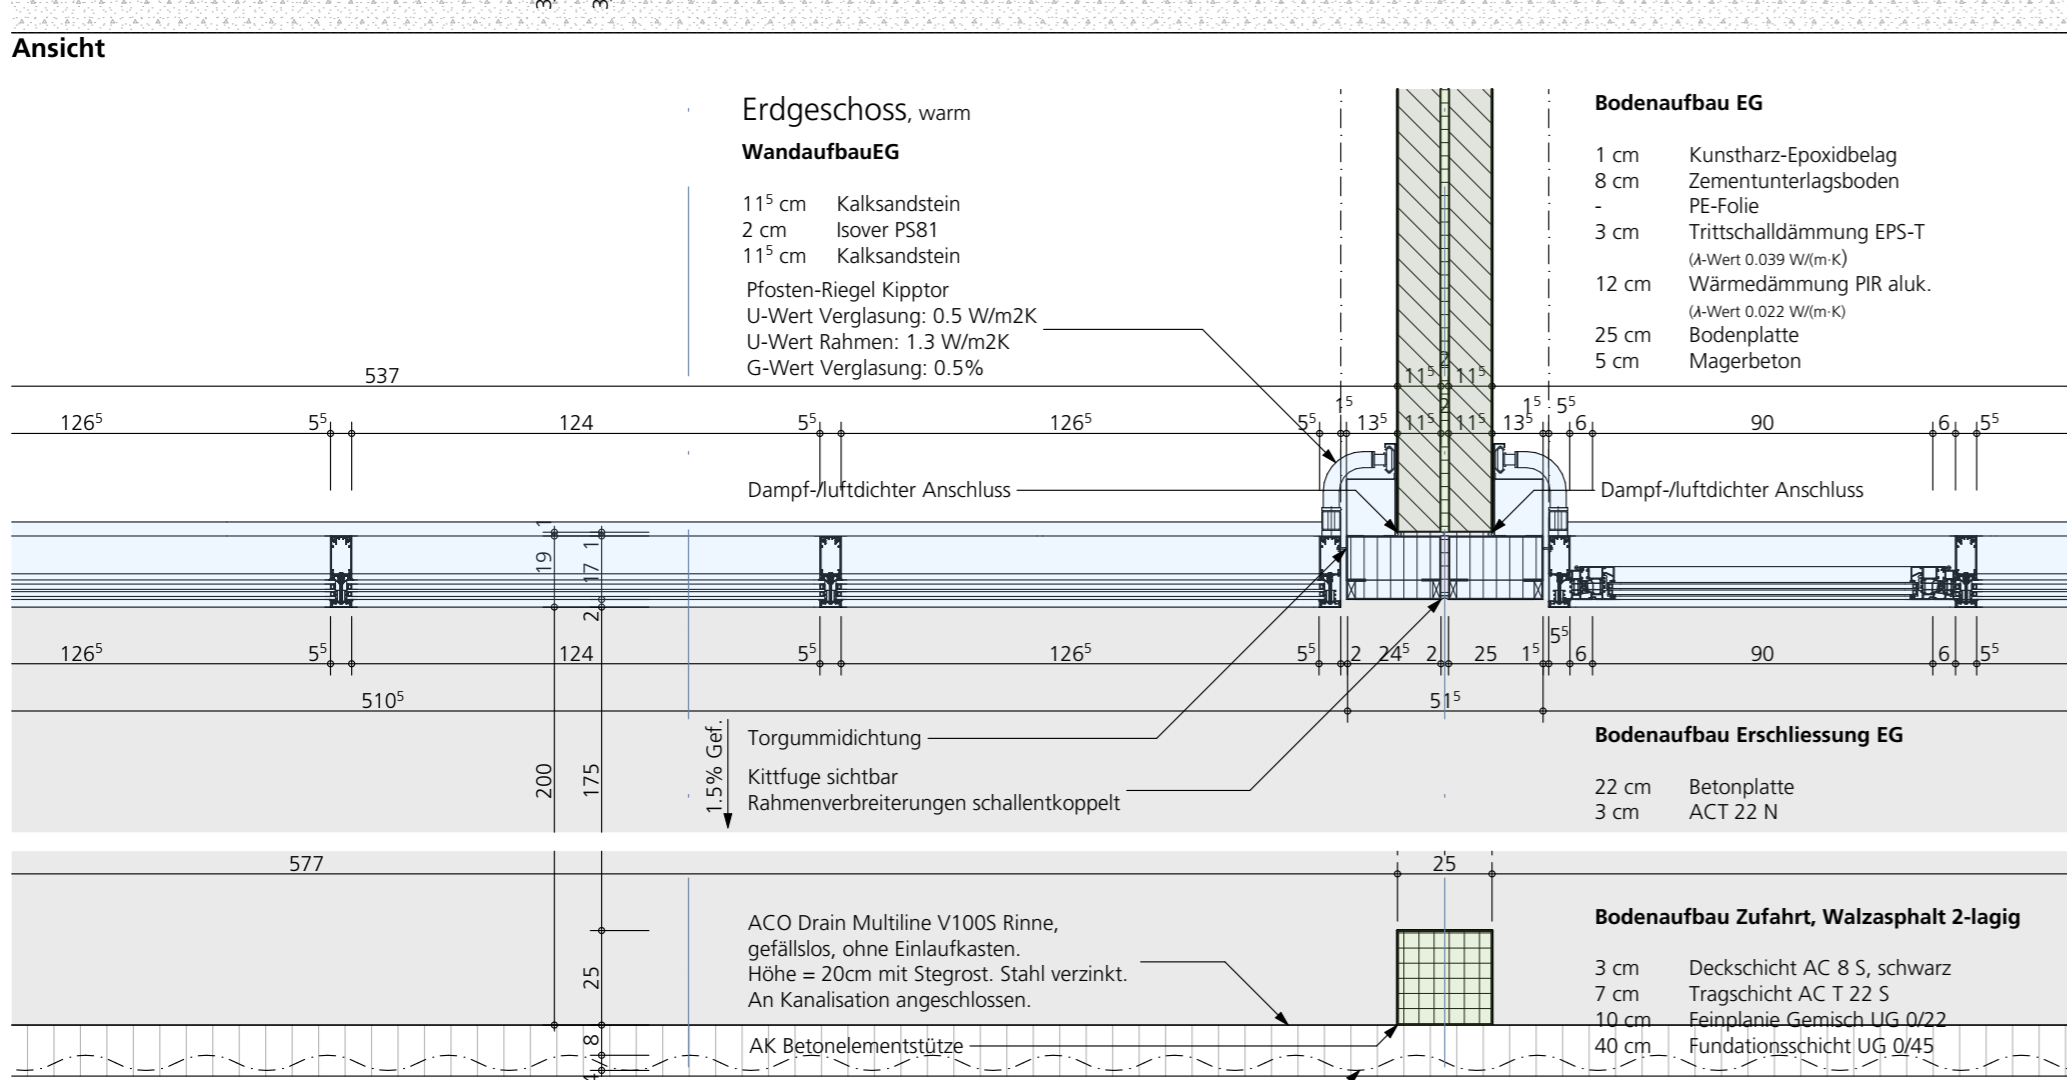 Ansicht
Erdgeschoss, warm
WandaufbauEG
11⁵ cm Kalksandstein
2 cm Isover PS81
11⁵ cm Kalksandstein
Pfosten-Riegel Kipptor
U-Wert Verglasung: 0.5 W/m2K
U-Wert Rahmen: 1.3 W/m2K
G-Wert Verglasung: 0.5%
Bodenaufbau EG
1 cm Kunstharz-Epoxidbelag
8 cm Zementunterlagsboden
- PE-Folie
3 cm Trittschalldämmung EPS-T
(λ-Wert 0.039 W/(m·K)
12 cm Wärmedämmung PIR aluk.
(λ-Wert 0.022 W/(m·K)
25 cm Bodenplatte
5 cm Magerbeton
537
11⁵ 2 11⁵
1⁵ 2 1⁵ 5⁵
126⁵ 5⁵ 124 5⁵ 126⁵ 5⁵ 13⁵ 11⁵ 11⁵ 13⁵ 6 90 6 5⁵
Dampf-/luftdichter Anschluss
Dampf-/luftdichter Anschluss
1
19
1
17
2
5⁵
126⁵ 5⁵ 124 5⁵ 126⁵ 5⁵ 2 24⁵ 2 25 1⁵ 6 90 6 5⁵
510⁵
51⁵
200
175
1.5% Gef.
Torgummidichtung
Kittfuge sichtbar
Rahmenverbreiterungen schallentkoppelt
Bodenaufbau Erschliessung EG
22 cm Betonplatte
3 cm ACT 22 N
577
25
25
8
ACO Drain Multiline V100S Rinne,
gefällslos, ohne Einlaufkasten.
Höhe = 20cm mit Stegrost. Stahl verzinkt.
An Kanalisation angeschlossen.
AK Betonelementstütze
Bodenaufbau Zufahrt, Walzasphalt 2-lagig
3 cm Deckschicht AC 8 S, schwarz
7 cm Tragschicht AC T 22 S
10 cm Feinplanie Gemisch UG 0/22
40 cm Fundationsschicht UG 0/45